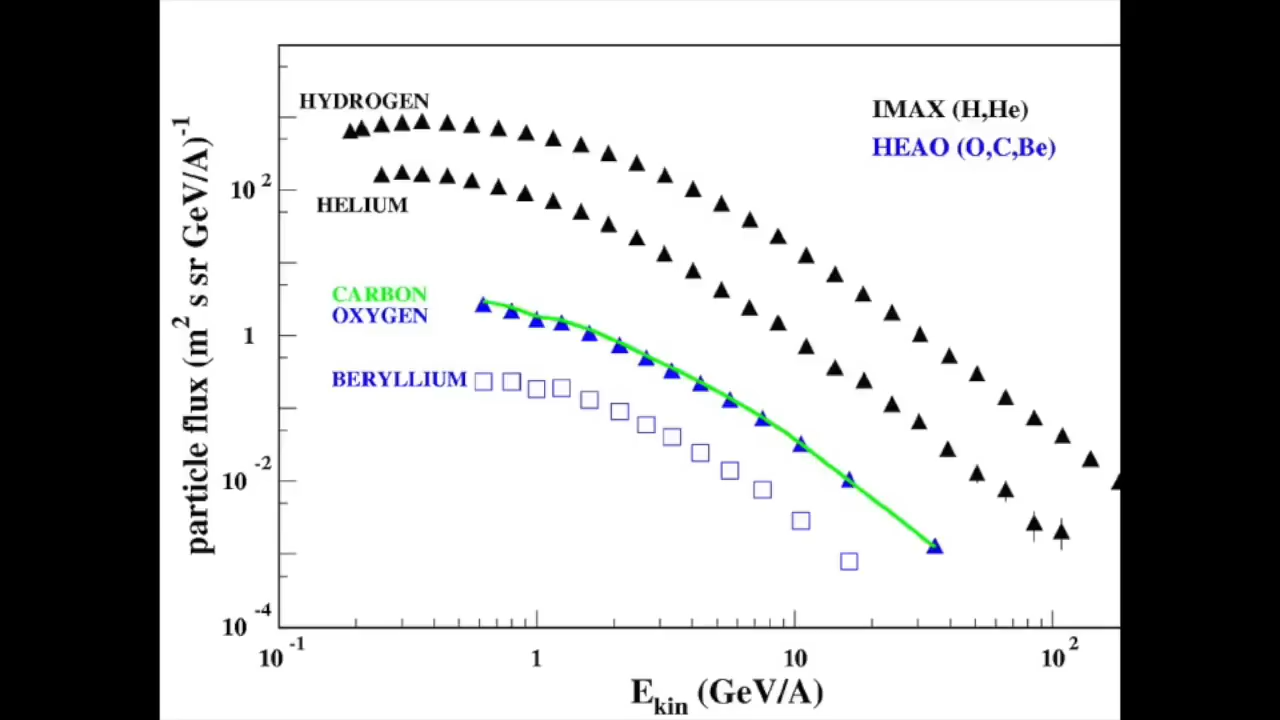 HYDROGEN
IMAX (H,He)
HEAO (O,C,Be)
10 2
HELIUM
CARBON
OXYGEN
1
BERYLLIUM
10 -2
10 -4
10 -1
1
10
10 2
E kin (GeV/A)
particle flux (m2 s sr GeV/A)-1